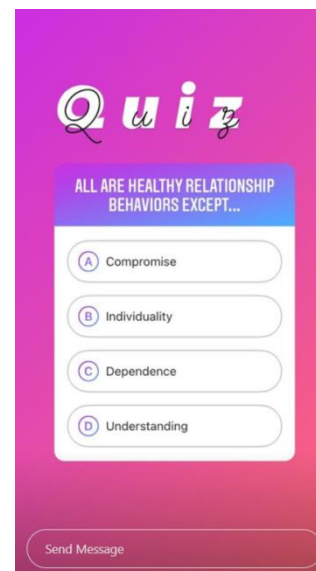 Quiz
ALL ARE HEALTHY RELATIONSHIP
BEHAVIORS EXCEPT...
A Compromise
B Individuality
C Dependence
D Understanding
Send Message